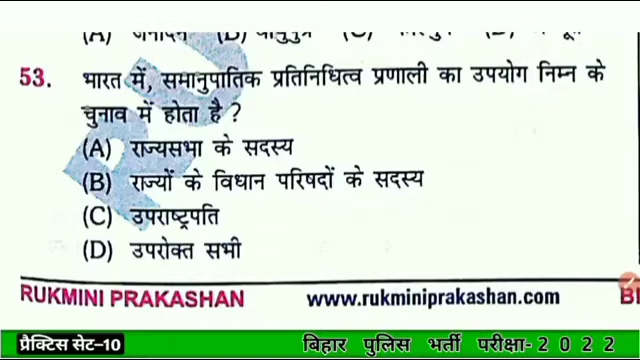 53. भारत में, समानुपातिक प्रतिनिधित्व प्रणाली का उपयोग निम्न के
चुनाव में होता है ?
(A) राज्यसभा के सदस्य
(B) राज्यों के विधान परिषदों के सदस्य
(C) उपराष्ट्रपति
(D) उपरोक्त सभी
RUKMINI PRAKASHAN www.rukminiprakashan.com
प्रैक्टिस सेट–10 बिहार पुलिस भर्ती परीक्षा-2022